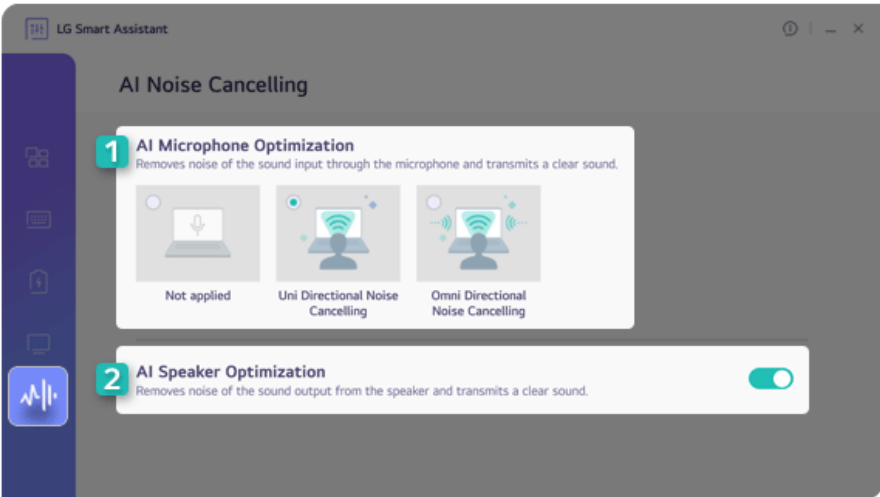 LG Smart Assistant
AI Noise Cancelling
1
AI Microphone Optimization
Removes noise of the sound input through the microphone and transmits a clear sound.
Not applied
Uni Directional Noise
Cancelling
Omni Directional
Noise Cancelling
2
AI Speaker Optimization
Removes noise of the sound output from the speaker and transmits a clear sound.